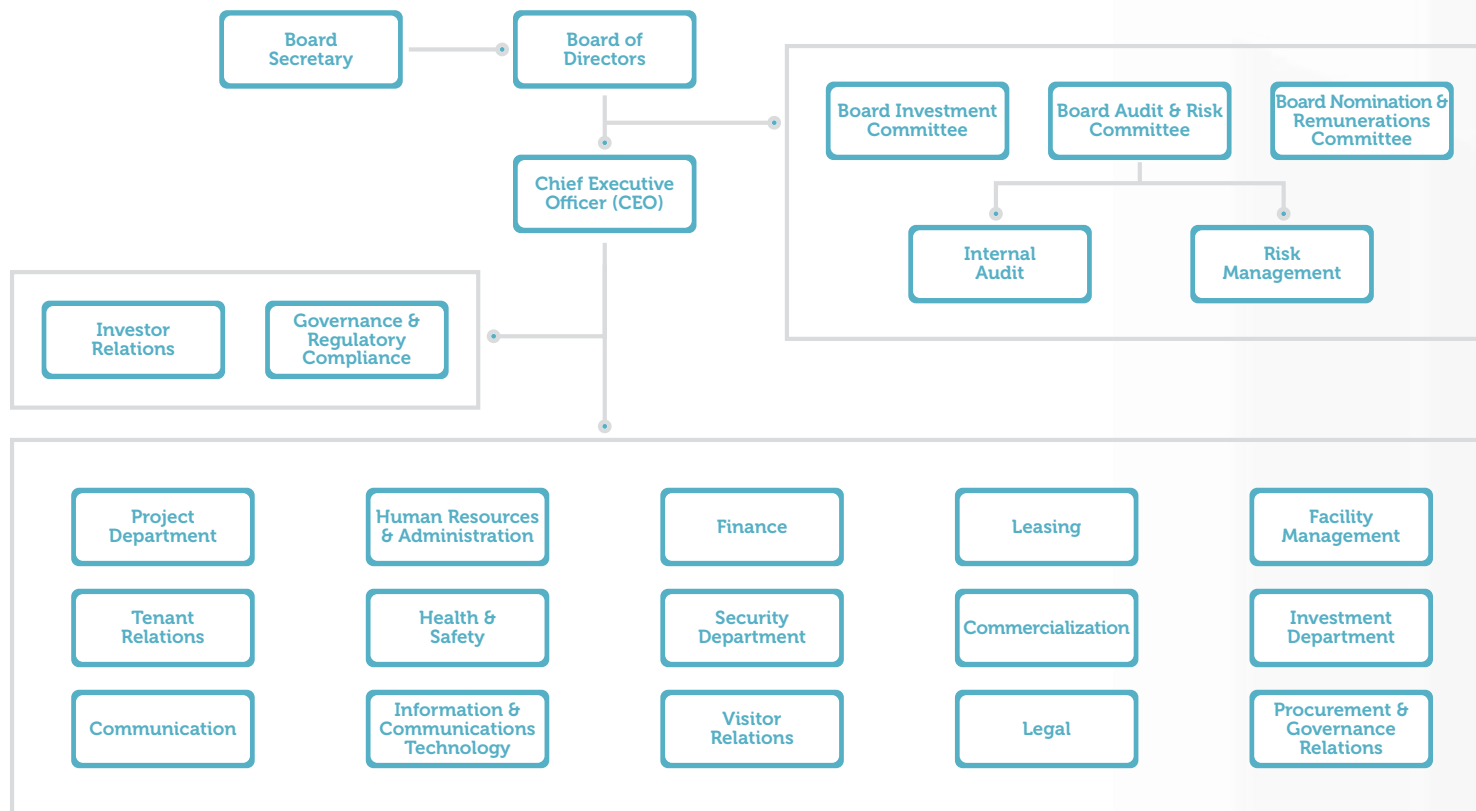 Board
Secretary
Board of
Directors
Board Investment
Committee
Board Audit & Risk
Committee
Board Nomination &
Remunerations
Committee
Chief Executive
Officer (CEO)
Internal
Audit
Risk
Management
Investor
Relations
Governance &
Regulatory
Compliance
Project
Department
Human Resources
& Administration
Finance
Leasing
Facility
Management
Tenant
Relations
Health &
Safety
Security
Department
Commercialization
Investment
Department
Communication
Information &
Communications
Technology
Visitor
Relations
Legal
Procurement &
Governance
Relations